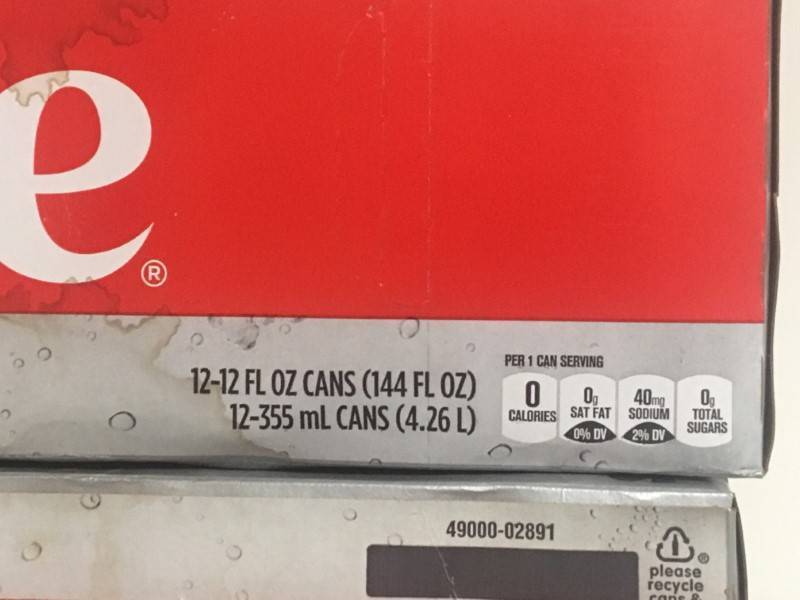 e®
12-12 FL OZ CANS (144 FL OZ)
12-355 mL CANS (4.26 L)
PER 1 CAN SERVING
0
CALORIES
0g
SAT FAT
0% DV
40mg
SODIUM
2% DV
0g
TOTAL
SUGARS
49000-02891
®
please
recycle
cans &